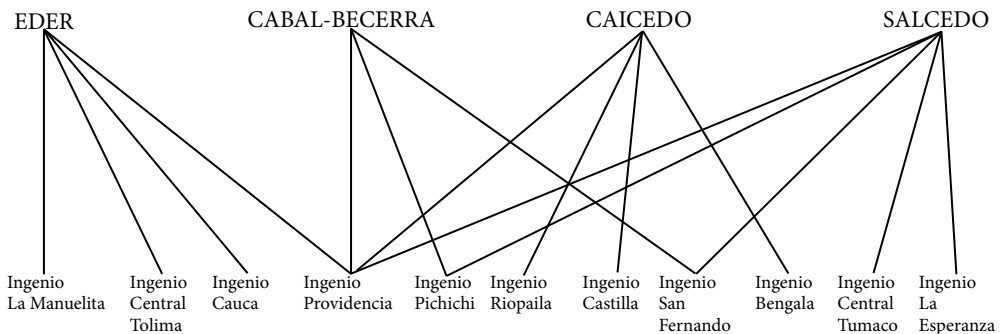 EDER
CABAL-BECERRA
CAICEDO
SALCEDO
Ingenio
La Manuelita
Ingenio
Central
Tolima
Ingenio
Cauca
Ingenio
Providencia
Ingenio
Pichichi
Ingenio
Riopaila
Ingenio
Castilla
Ingenio
San
Fernando
Ingenio
Bengala
Ingenio
Central
Tumaco
Ingenio
La
Esperanza